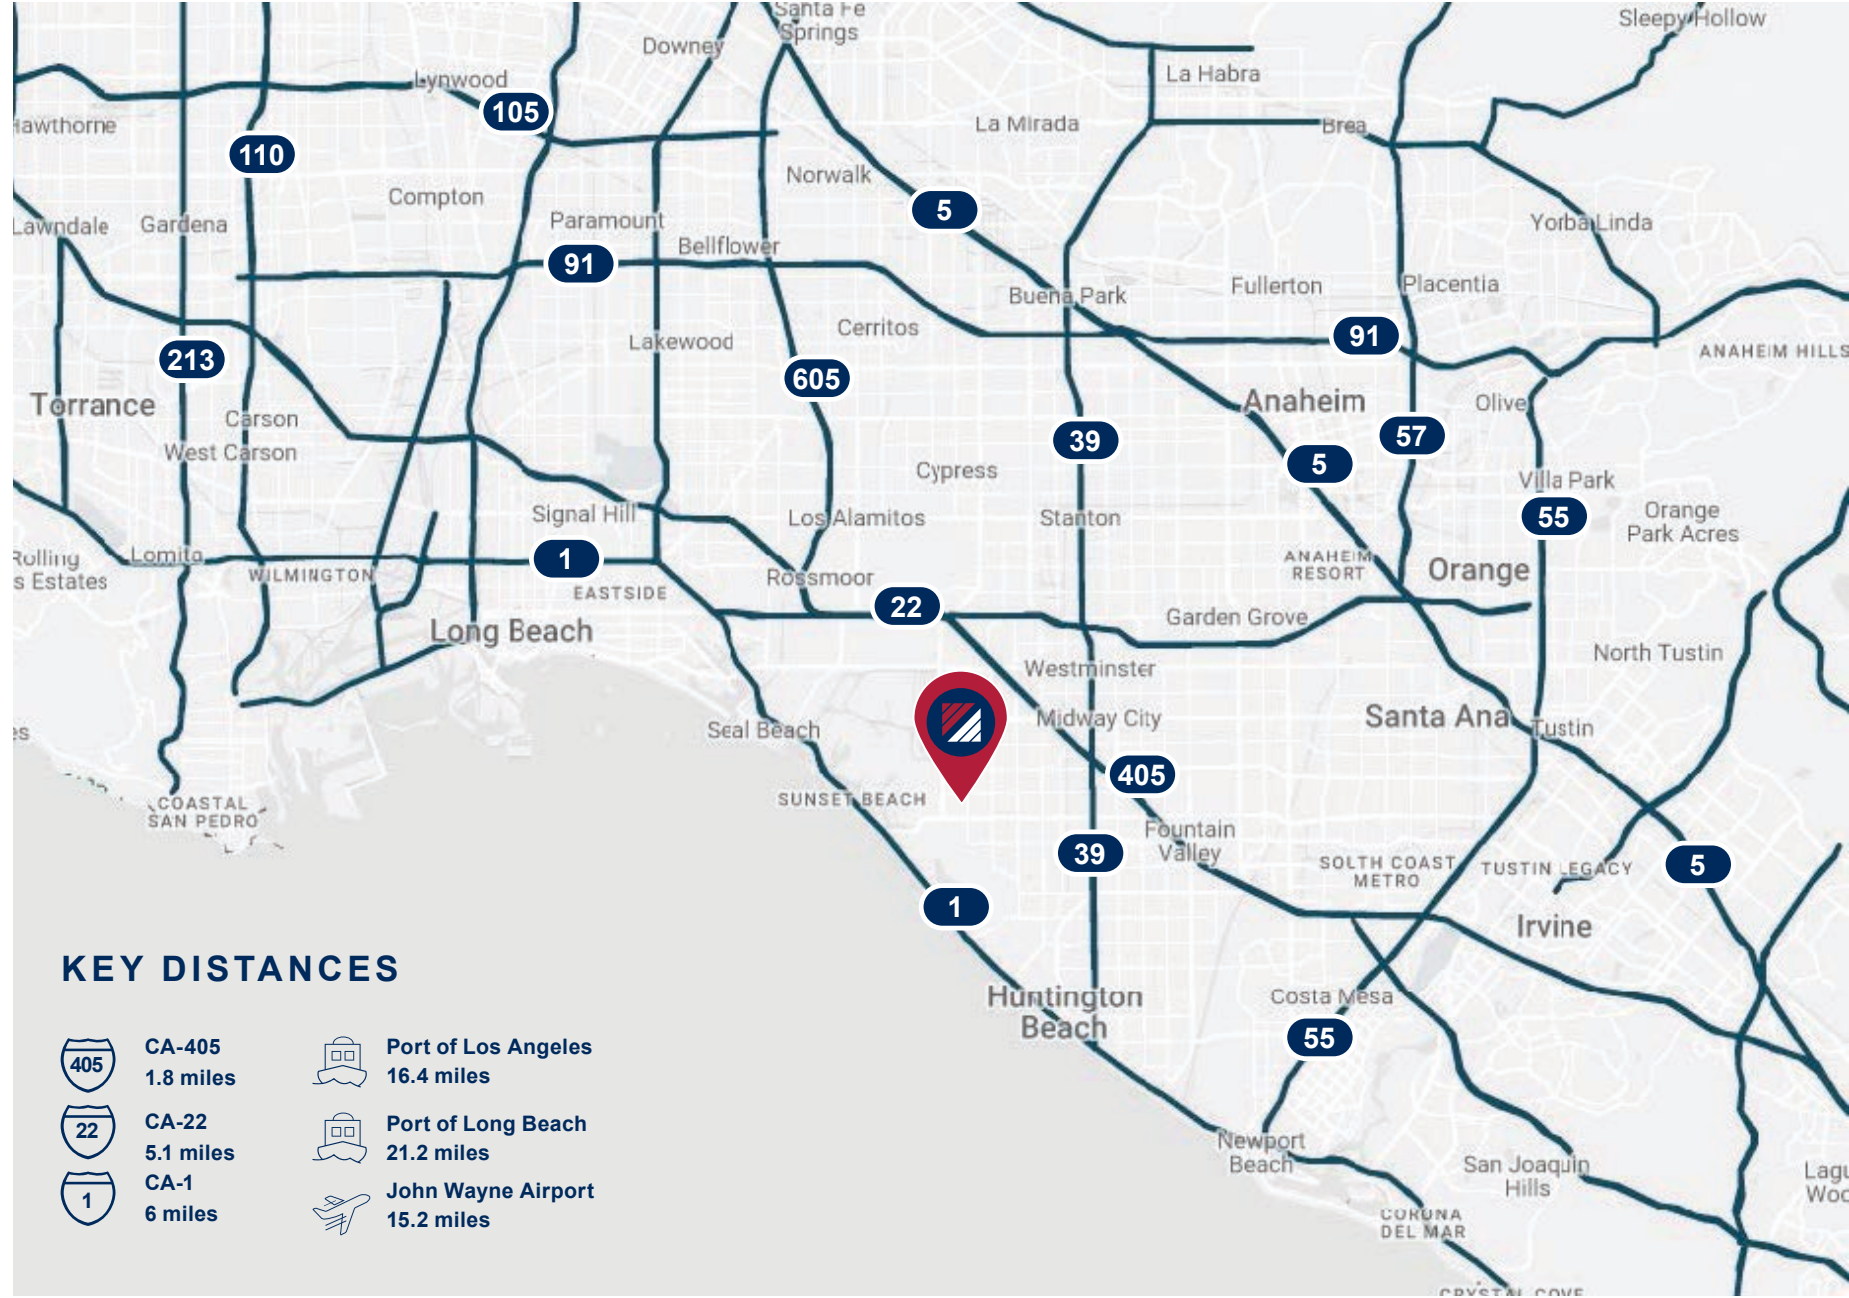 Santa Fe
Springs
Sleepy Hollow
Downey
La Habra
Lynwood
105
Hawthorne
La Mirada
Brea
110
Norwalk
Compton
5
Lawndale
Gardena
Paramount
Yorba Linda
Bellflower
91
Fullerton
Placentia
Buena Park
Cerritos
91
Lakewood
ANAHEIM HILLS
213
605
Torrance
Anaheim
Olive
Carson
57
39
West Carson
5
Cypress
Villa Park
Signal Hill
Los Alamitos
Stanton
55
Orange
Park Acres
Lomita
1
Rolling
s Estates
WILMINGTON
ANAHEIM
RESORT
Orange
EASTSIDE
Rossmoor
22
Garden Grove
Long Beach
North Tustin
Westminster
Midway City
Santa Ana
Tustin
es
Seal Beach
405
SUNSET BEACH
COASTAL
SAN PEDRO
Fountain
Valley
39
SOLTH COAST
METRO
TUSTIN LEGACY
5
1
Irvine
Huntington
Beach
Costa Mesa
55
Newport
Beach
San Joaquin
Hills
Lagu
Woo
CORONA
DEL MAR
CRYSTAL COVE
KEY DISTANCES
405
CA-405
1.8 miles
22
CA-22
5.1 miles
1
CA-1
6 miles
Port of Los Angeles
16.4 miles
Port of Long Beach
21.2 miles
John Wayne Airport
15.2 miles